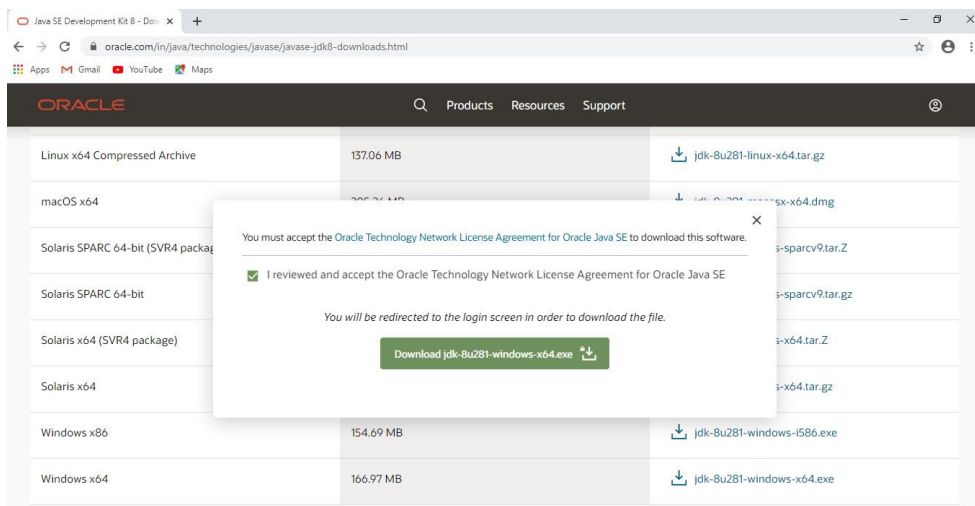 Java SE Development Kit 8 - Dow
oracle.com/in/java/technologies/javase/javase-jdk8-downloads.html
Apps Gmail YouTube Maps
ORACLE Products Resources Support
Linux x64 Compressed Archive 137.06 MB jdk-8u281-linux-x64.tar.gz
macOS x64 MB sx-x64.dmg
You must accept the Oracle Technology Network License Agreement for Oracle Java SE to download this software.
Solaris SPARC 64-bit (SVR4 packag s-sparcv9.tar.Z
I reviewed and accept the Oracle Technology Network License Agreement for Oracle Java SE
Solaris SPARC 64-bit s-sparcv9.tar.gz
You will be redirected to the login screen in order to download the file.
Solaris x64 (SVR4 package) s-x64.tar.Z
Download jdk-8u281-windows-x64.exe
Solaris x64 s-x64.tar.gz
Windows x86 154.69 MB jdk-8u281-windows-i586.exe
Windows x64 166.97 MB jdk-8u281-windows-x64.exe